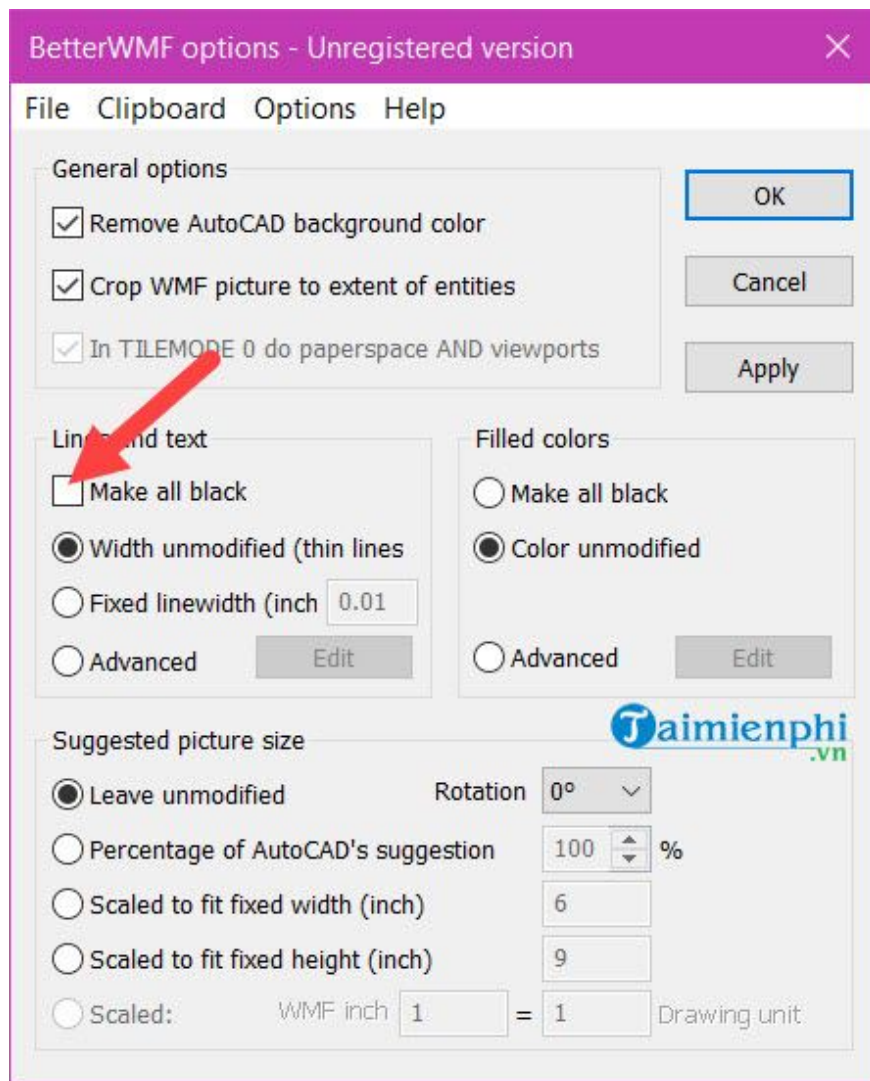 BetterWMF options - Unregistered version
File Clipboard Options Help
General options
Remove AutoCAD background color
Crop WMF picture to extent of entities
In TILEMODE 0 do paperspace AND viewports
OK
Cancel
Apply
and text
Make all black
Width unmodified (thin lines
Fixed linewidth (inch 0.01
Advanced Edit
Filled colors
Make all black
Color unmodified
Advanced Edit
Taimienphi
.vn
Suggested picture size
Leave unmodified Rotation 0°
Percentage of AutoCAD's suggestion 100 %
Scaled to fit fixed width (inch) 6
Scaled to fit fixed height (inch) 9
Scaled: WMF inch 1 = 1 Drawing unit